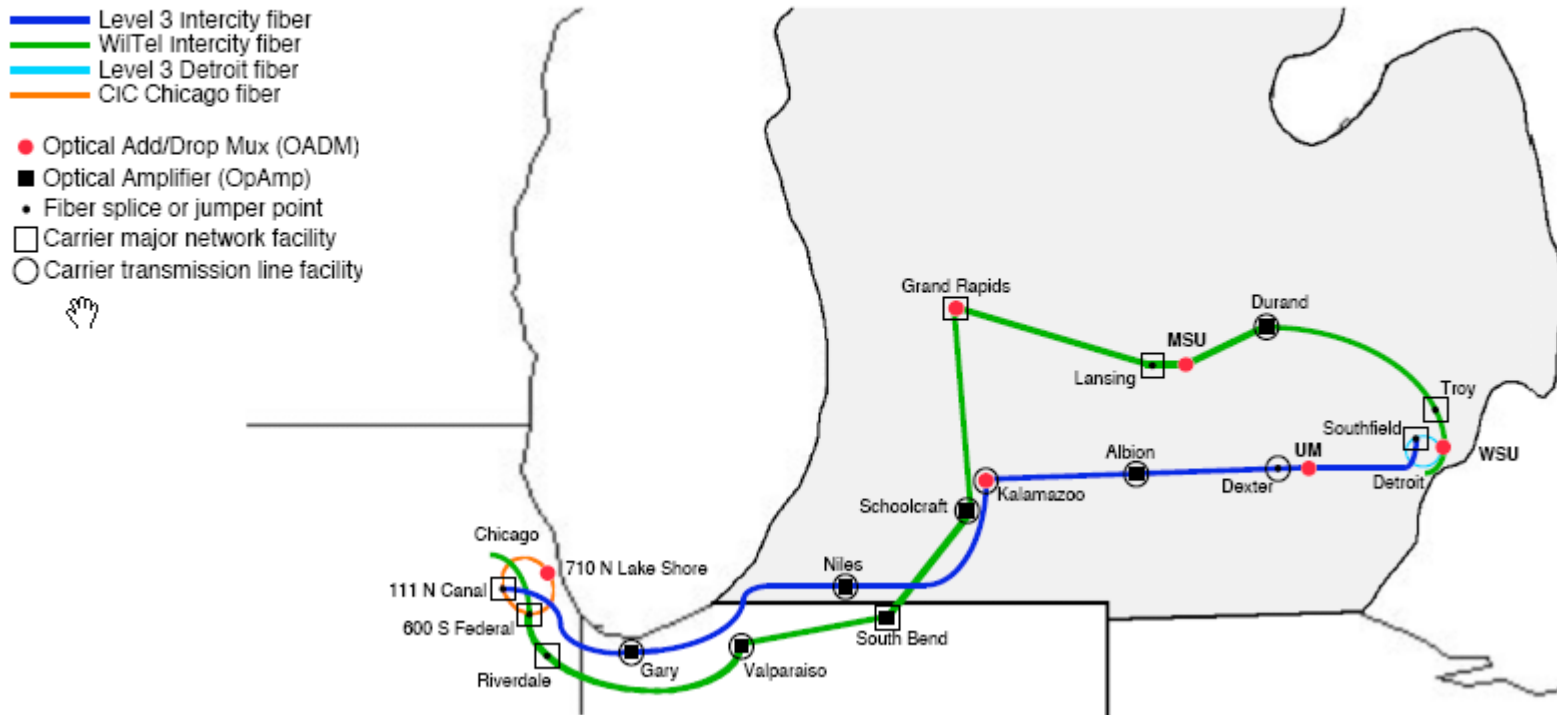 Level 3 Intercity fiber
WilTel Intercity fiber
Level 3 Detroit fiber
CIC Chicago fiber
Optical Add/Drop Mux (OADM)
Optical Amplifier (OpAmp)
Fiber splice or jumper point
Carrier major network facility
Carrier transmission line facility
Grand Rapids
Durand
MSU
Lansing
Troy
Southfield
UM
WSU
Albion
Dexter
Detroit
Kalamazoo
Schoolcraft
Chicago
710 N Lake Shore
Niles
111 N Canal
600 S Federal
South Bend
Gary
Valparaiso
Riverdale